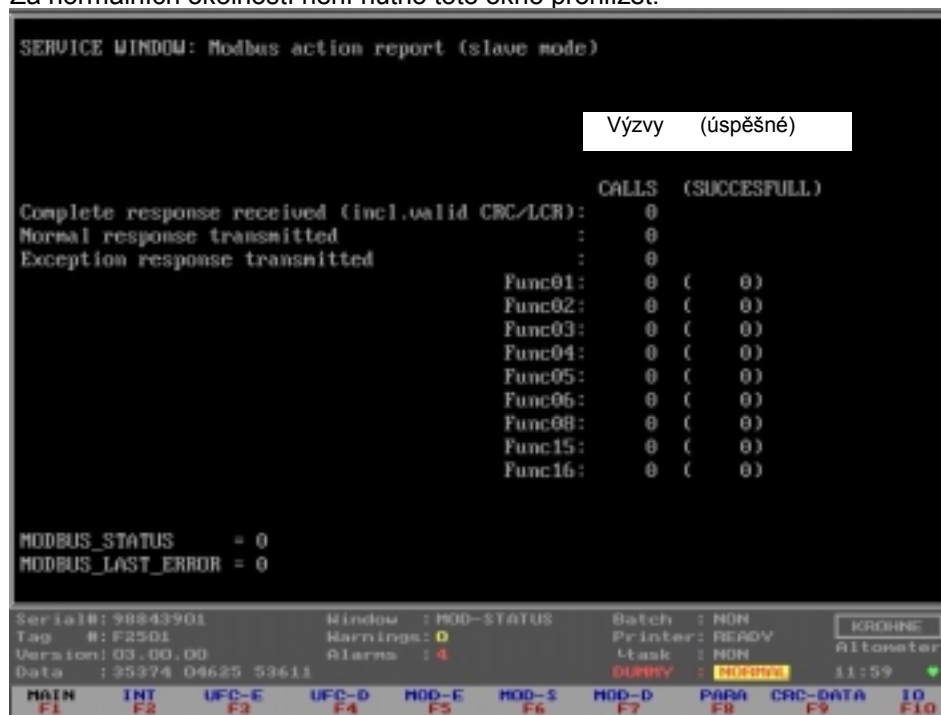 Za normálních okolností není nutné toto okno prohlížet.
SERVICE WINDOW: Modbus action report (slave mode)
Výzvy (úspěšné)
CALLS (SUCCESFULL)
Complete response received (incl.valid CRC/LCR): 0
Normal response transmitted : 0
Exception response transmitted : 0
Func01: 0 ( 0)
Func02: 0 ( 0)
Func03: 0 ( 0)
Func04: 0 ( 0)
Func05: 0 ( 0)
Func06: 0 ( 0)
Func08: 0 ( 0)
Func15: 0 ( 0)
Func16: 0 ( 0)
MODBUS_STATUS = 0
MODBUS_LAST_ERROR = 0
Serial#: 98843901 Window : MOD-STATUS Batch : NON KROHNE
Tag #: F2501 Warnings: 0 Printer: READY Altometer
Version: 03.00.00 Alarms : 4 task : NON
Data : 35374 04625 53611 DUMMY : NORMAL 11:59
MAIN INT UFC-E UFC-D MOD-E MOD-S MOD-D PARA CRC-DATA IO
F1 F2 F3 F4 F5 F6 F7 F8 F9 F10